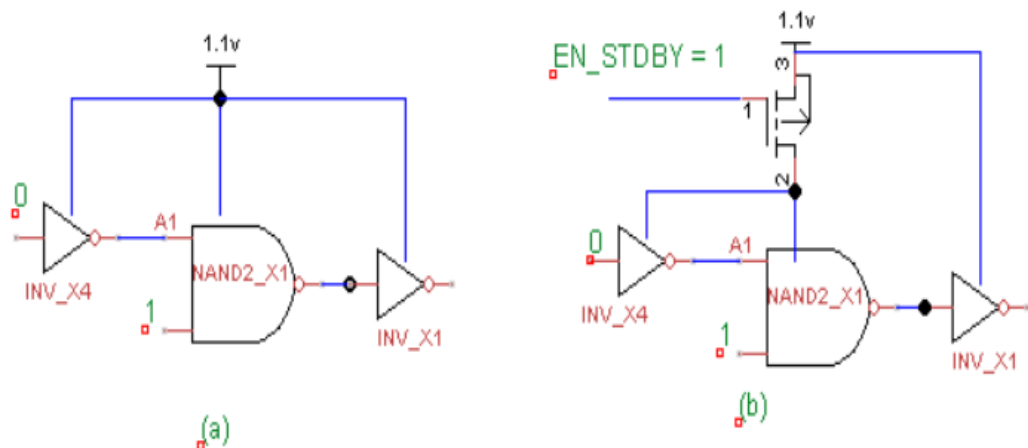 1.1v
0
A1
NAND2_X1
INV_X4
1
INV_X1
(a)
1.1v
EN_STDBY = 1
3
1
2
0
A1
NAND2_X1
INV_X4
1
INV_X1
(b)